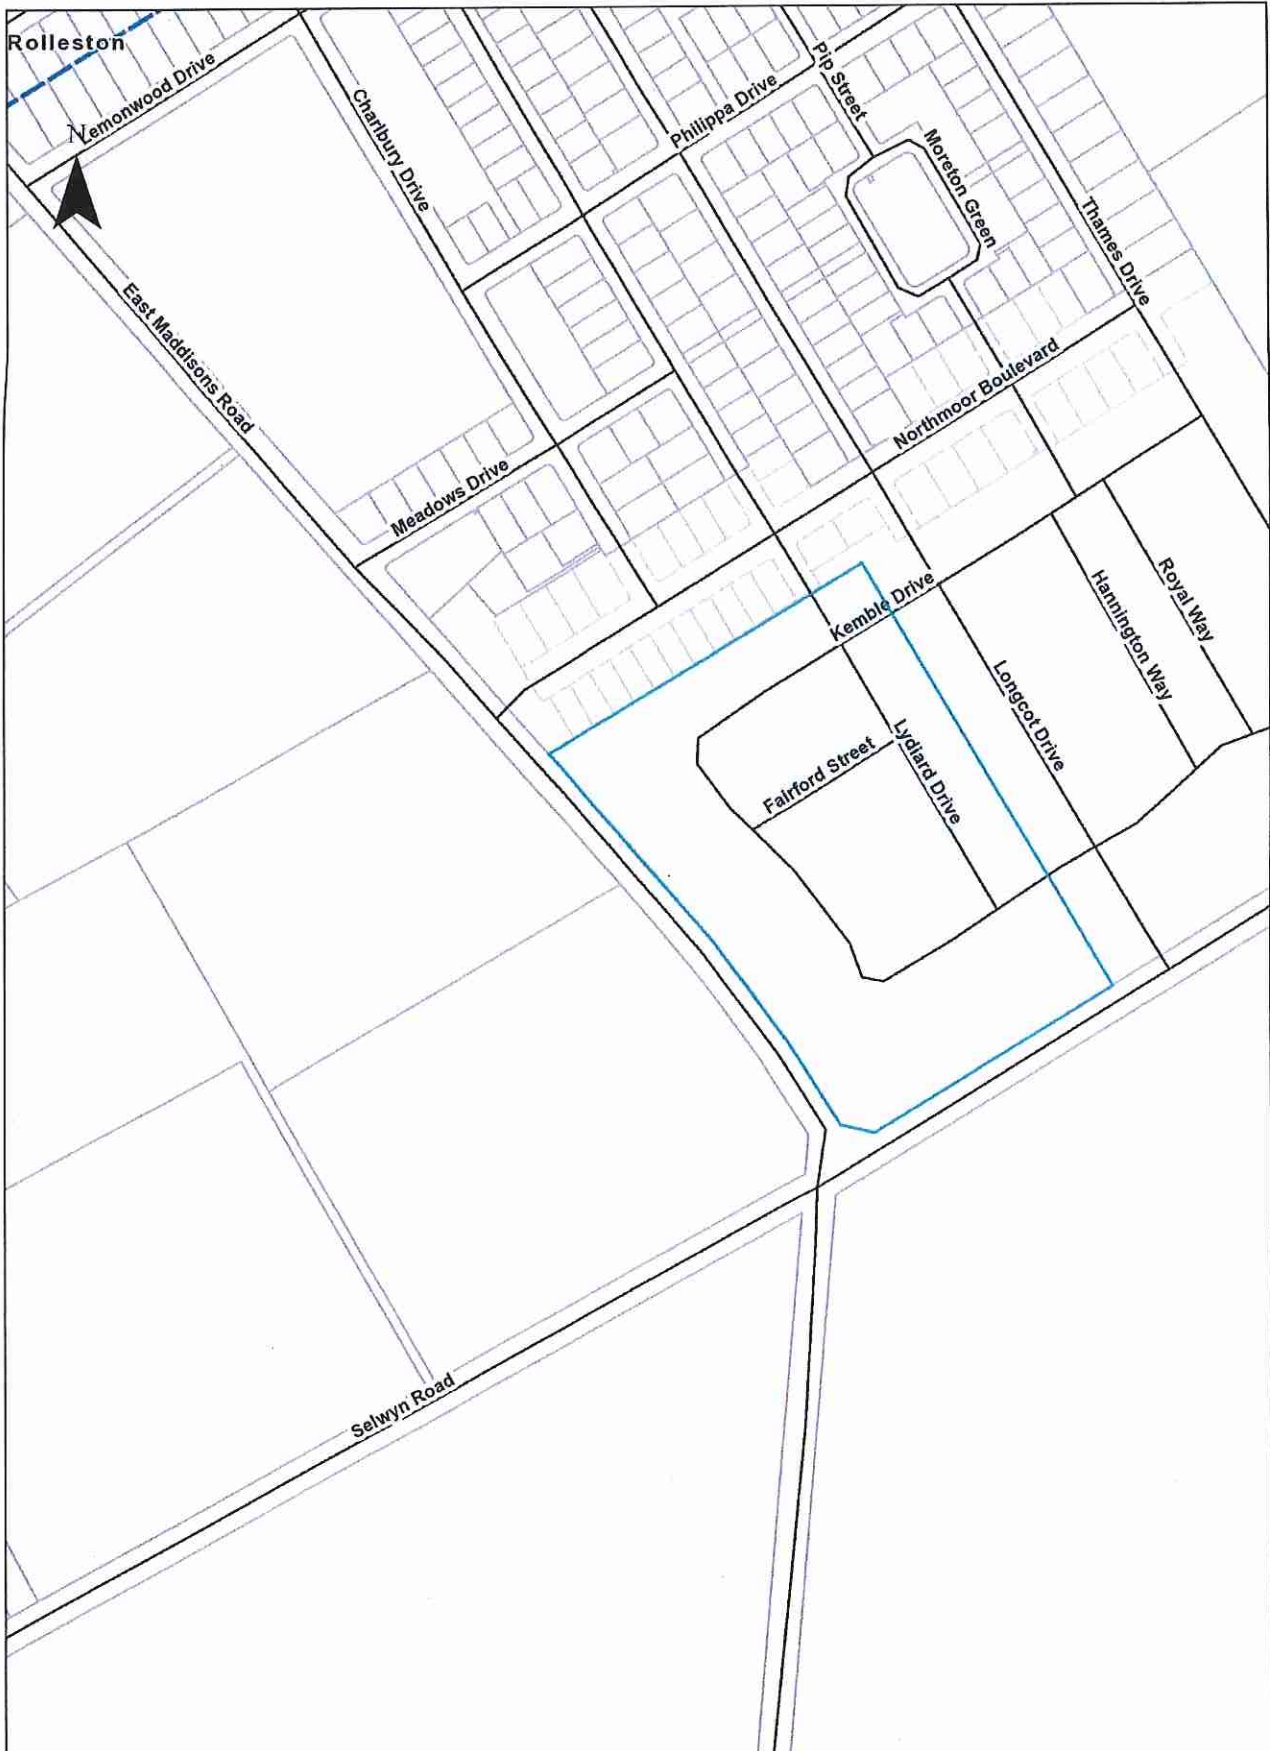 Rolleston
N
Lemonwood Drive
Charlbury Drive
Philippa Drive
Pip Street
Moreton Green
Thames Drive
East Maddisons Road
Meadows Drive
Northmoor Boulevard
Kemble Drive
Hannington Way
Royal Way
Longcot Drive
Lydiard Drive
Fairford Street
Selwyn Road